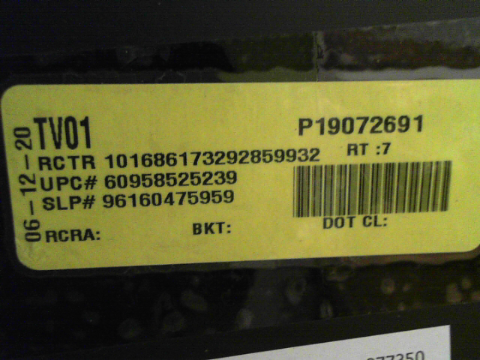 06-12-20
TV01
P19072691
RCTR 101686173292859932
RT :7
UPC# 60958525239
SLP# 96160475959
RCRA:
BKT:
DOT CL: